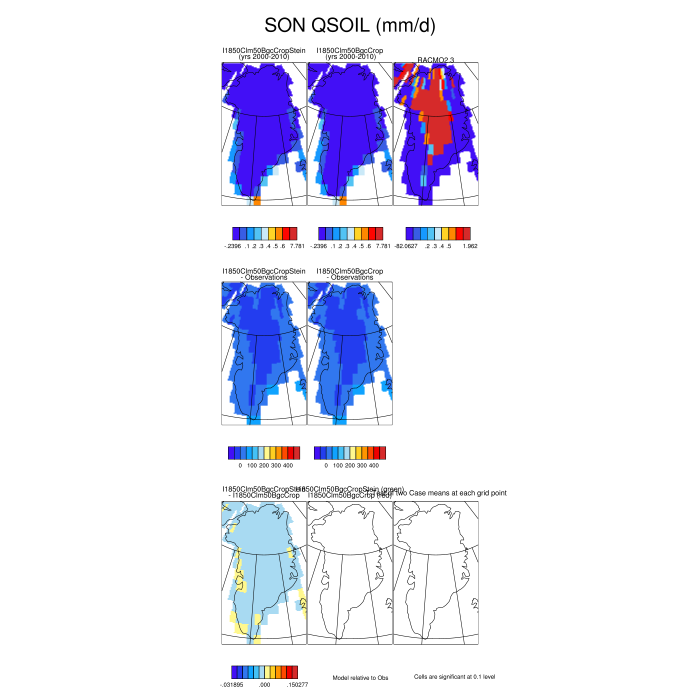 SON QSOIL (mm/d)
I1850Clm50BgcCropStein
(yrs 2000-2010)
I1850Clm50BgcCrop
(yrs 2000-2010)
RACMO2.3
-.2396 .1 .2 .3 .4 .5 .6 7.781
-.2396 .1 .2 .3 .4 .5 .6 7.781
-82.0627 .2 .3 .5 1.962
I1850Clm50BgcCropStein
- Observations
I1850Clm50BgcCrop
- Observations
0 100 200 300 400
0 100 200 300 400
I1850Clm50BgcCropStein
- I1850Clm50BgcCrop
I1850Clm50BgcCropStein (green)
I1850Clm50BgcCrop (red)
two Case means at each grid point
-.031895 .000 .150277
Model relative to Obs
Cells are significant at 0.1 level